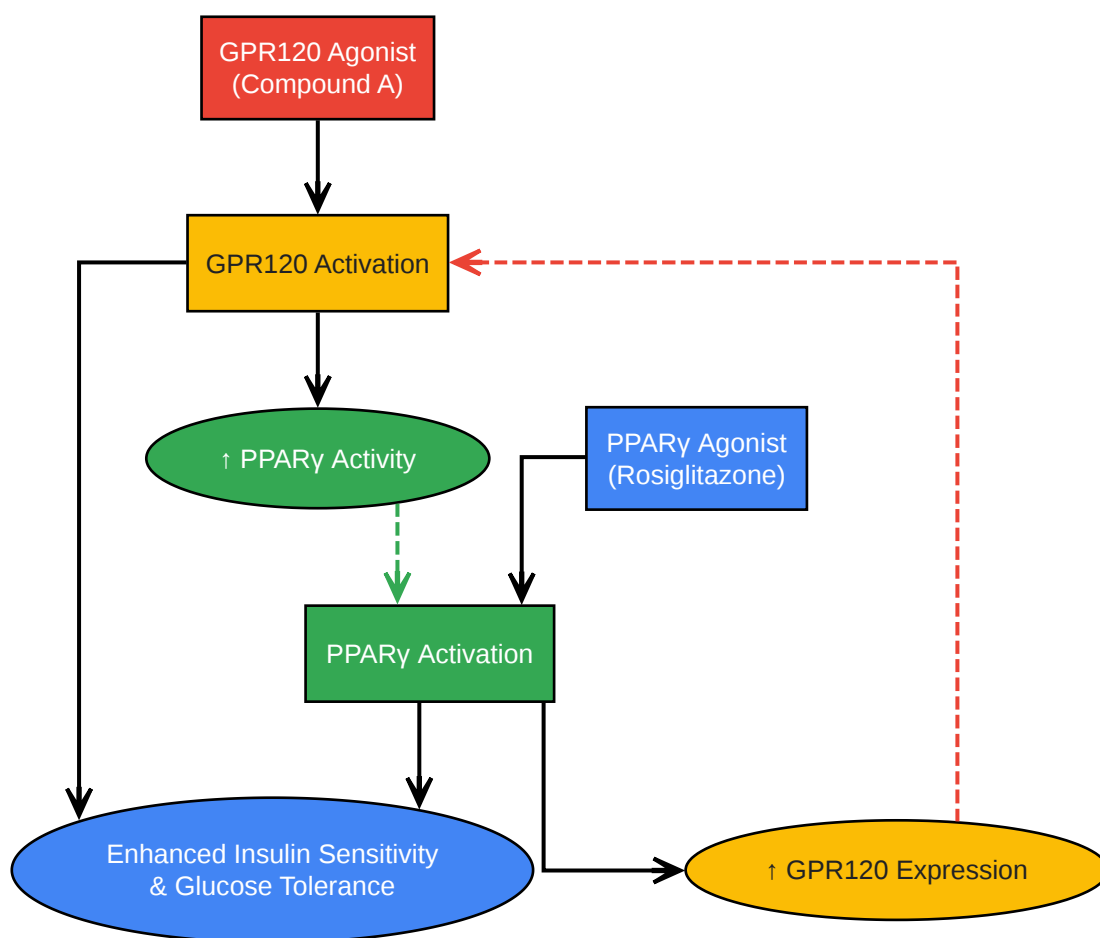 GPR120 Agonist
(Compound A)
GPR120 Activation
↑ PPARγ Activity
PPARγ Agonist
(Rosiglitazone)
PPARγ Activation
Enhanced Insulin Sensitivity
& Glucose Tolerance
↑ GPR120 Expression